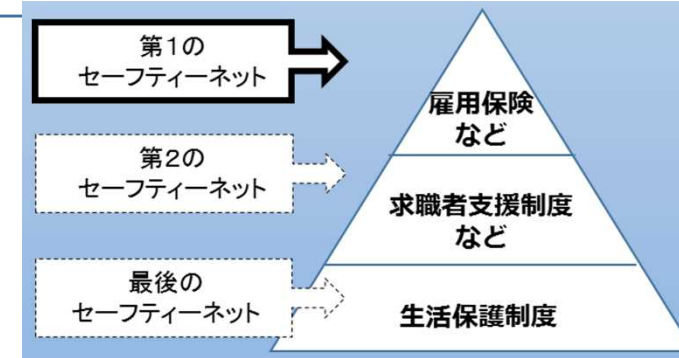 第1の
セーフティーネット
雇用保険
など
第2の
セーフティーネット
求職者支援制度
など
最後の
セーフティーネット
生活保護制度